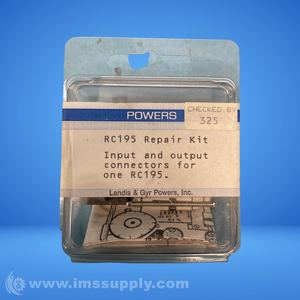 POWERS
CHECKED BY
325
RC195 Repair Kit
Input and output
connectors for
one RC195.
Landis & Gyr Powers, Inc.
© www.imssupply.com